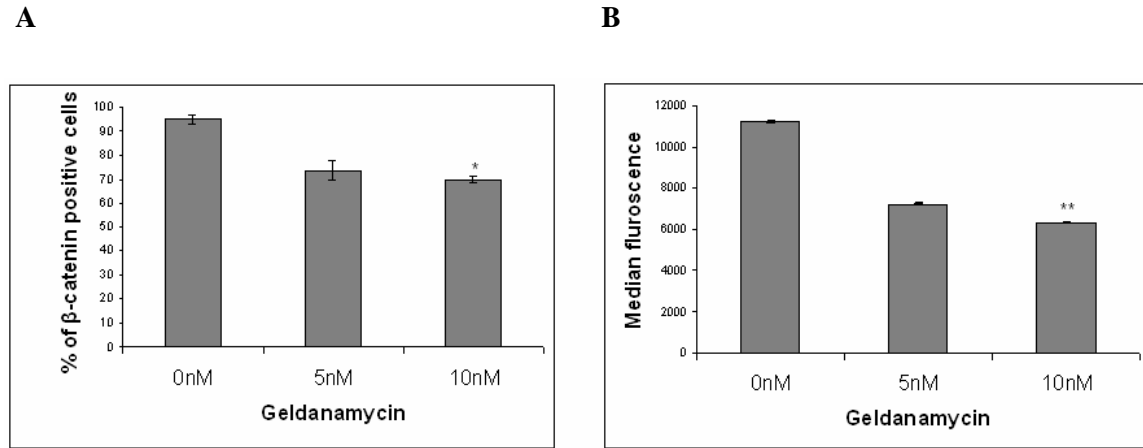 A
B
% of β-catenin positive cells
100
90
80
70
60
50
40
30
20
10
0
*
0nM 5nM 10nM
Geldanamycin
Median fluroscence
12000
10000
8000
6000
4000
2000
0
**
0nM 5nM 10nM
Geldanamycin